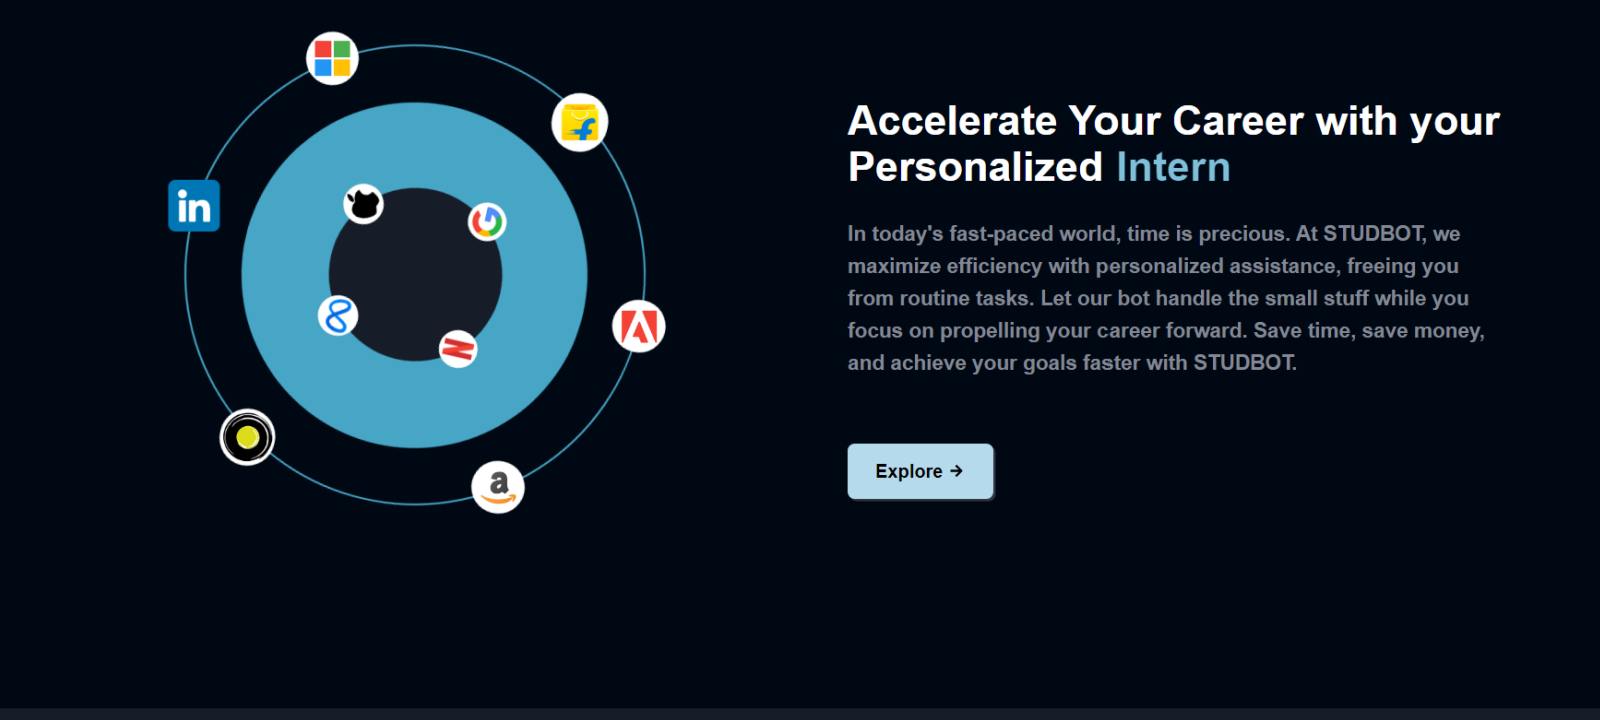 Accelerate Your Career with your
Personalized Intern
In today's fast-paced world, time is precious. At STUDBOT, we
maximize efficiency with personalized assistance, freeing you
from routine tasks. Let our bot handle the small stuff while you
focus on propelling your career forward. Save time, save money,
and achieve your goals faster with STUDBOT.
Explore →
in
a